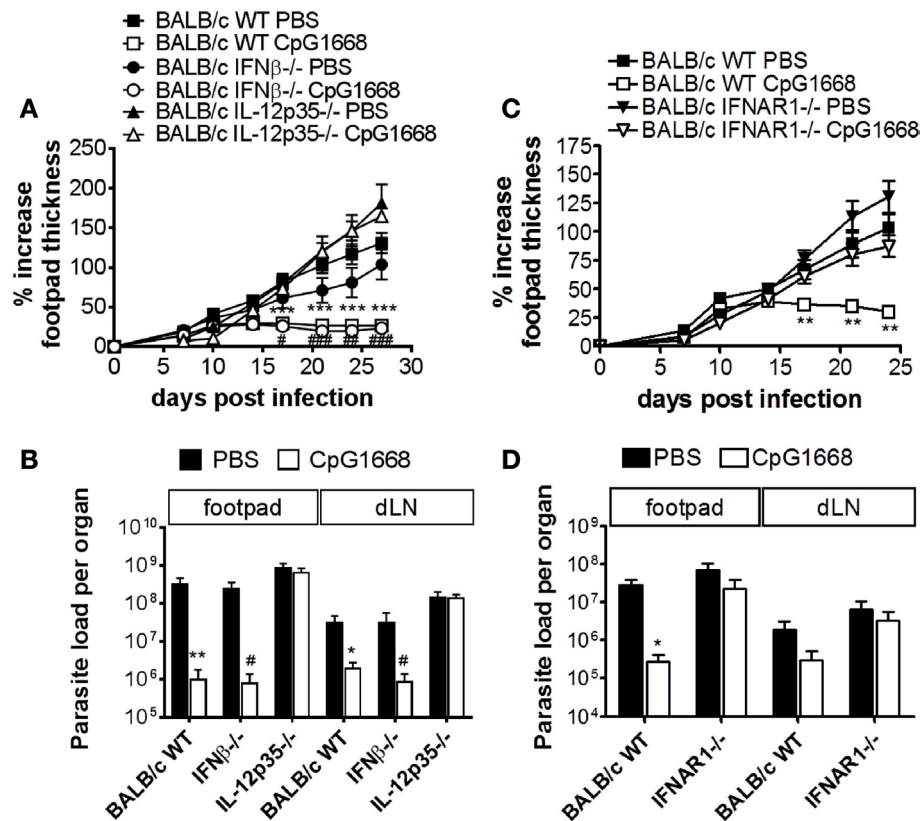 BALB/c WT PBS
BALB/c WT CpG1668
BALB/c IFNβ-/- PBS
BALB/c IFNβ-/- CpG1668
BALB/c IL-12p35-/- PBS
BALB/c IL-12p35-/- CpG1668
A
% increase
footpad thickness
250
200
150
100
50
0
*** *** *** ***
# ### ## ###
0 5 10 15 20 25 30
days post infection
BALB/c WT PBS
BALB/c WT CpG1668
BALB/c IFNAR1-/- PBS
BALB/c IFNAR1-/- CpG1668
C
% increase
footpad thickness
175
150
125
100
75
50
25
0
** ** **
0 5 10 15 20 25
days post infection
B
PBS CpG1668
footpad dLN
Parasite load per organ
10^10
10^9
10^8
10^7
10^6
10^5
** # * #
BALB/c WT
IFNβ-/-
IL-12p35-/-
BALB/c WT
IFNβ-/-
IL-12p35-/-
D
PBS CpG1668
footpad dLN
Parasite load per organ
10^9
10^8
10^7
10^6
10^5
10^4
*
BALB/c WT
IFNAR1-/-
BALB/c WT
IFNAR1-/-